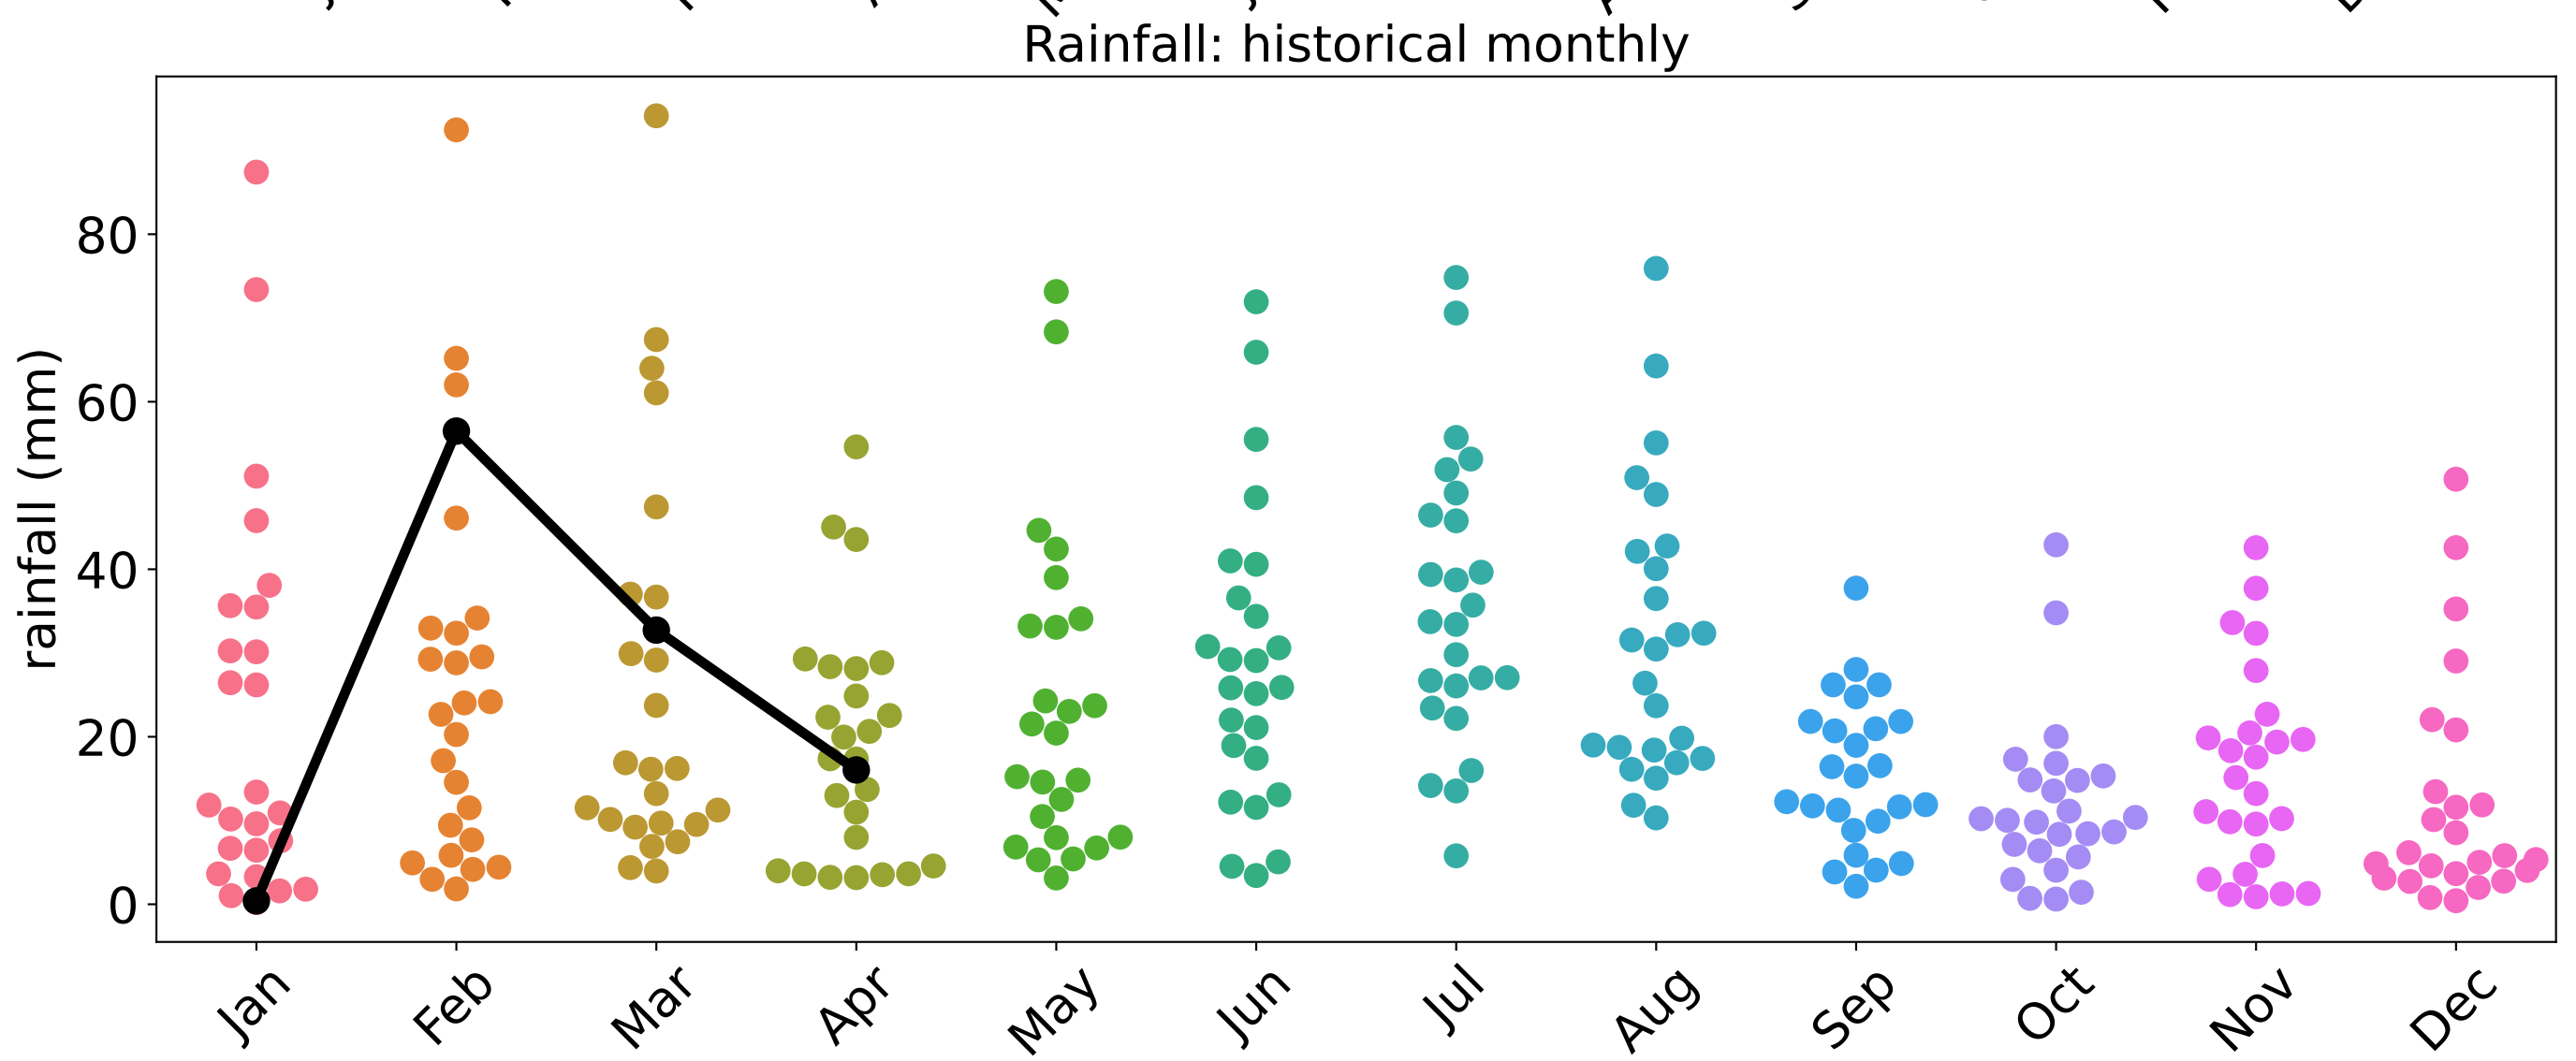 Rainfall: historical monthly
rainfall (mm)
80
60
40
20
0
Jan
Feb
Mar
Apr
May
Jun
Jul
Aug
Sep
Oct
Nov
Dec